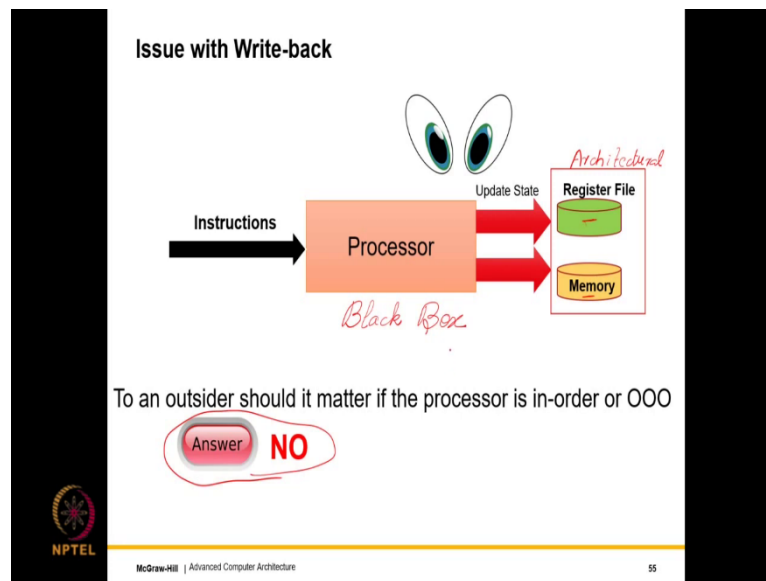 Issue with Write-back
Architectural
Update State
Register File
Instructions
Processor
Memory
Black Box
To an outsider should it matter if the processor is in-order or OOO
Answer
NO
NPTEL
McGraw-Hill | Advanced Computer Architecture
55